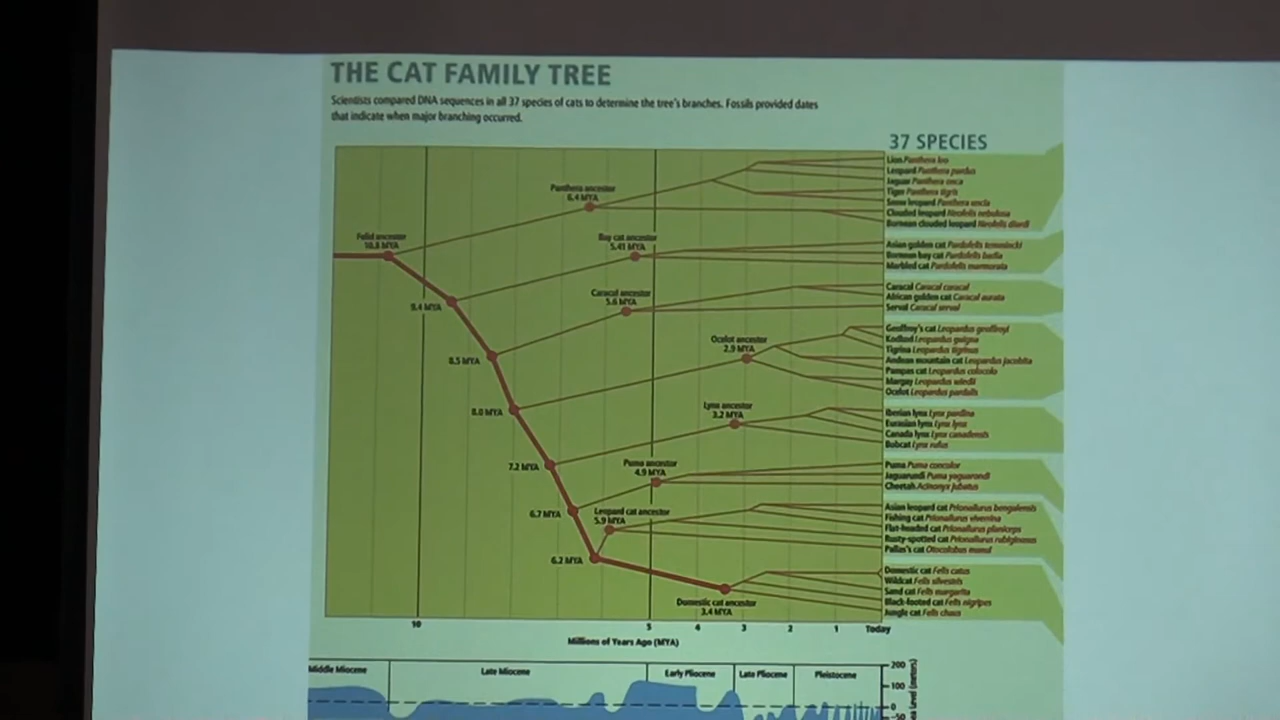 THE CAT FAMILY TREE
Scientists compared DNA sequences in all 37 species of cats to determine the tree's branches. Fossils provided dates
that indicate when major branching occurred.
37 SPECIES
Lion Panthera leo
Leopard Panthera pardus
Jaguar Panthera onca
Tiger Panthera tigris
Snow leopard Panthera uncia
Clouded leopard Neofelis nebulosa
Bornean clouded leopard Neofelis diardi
Panthera ancestor
6.4 MYA
Felid ancestor
10.8 MYA
Bay cat ancestor
5.41 MYA
Asian golden cat Pardofelis temmincki
Bornean bay cat Pardofelis badia
Marbled cat Pardofelis marmorata
9.4 MYA
Caracal ancestor
5.6 MYA
Caracal Caracal caracal
African golden cat Caracal aurata
Serval Caracal serval
8.5 MYA
Ocelot ancestor
2.9 MYA
Geoffroy's cat Leopardus geoffroyi
Kodkod Leopardus guigna
Tigrina Leopardus tigrinus
Andean mountain cat Leopardus jacobita
Pampas cat Leopardus colocolo
Margay Leopardus wiedii
Ocelot Leopardus pardalis
8.0 MYA
Lynx ancestor
3.2 MYA
Iberian lynx Lynx pardina
Eurasian lynx Lynx lynx
Canada lynx Lynx canadensis
Bobcat Lynx rufus
7.2 MYA
Puma ancestor
4.9 MYA
Puma Puma concolor
Jaguarundi Puma yaguarondi
Cheetah Acinonyx jubatus
6.7 MYA
Leopard cat ancestor
5.9 MYA
Asian leopard cat Prionailurus bengalensis
Fishing cat Prionailurus viverrina
Flat-headed cat Prionailurus planiceps
Rusty-spotted cat Prionailurus rubiginosus
Pallas's cat Otocolobus manul
6.2 MYA
Domestic cat ancestor
3.4 MYA
Domestic cat Felis catus
Wildcat Felis silvestris
Sand cat Felis margarita
Black-footed cat Felis nigripes
Jungle cat Felis chaus
10 5 4 3 2 1 Today
Millions of Years Ago (MYA)
Middle Miocene Late Miocene Early Pliocene Late Pliocene Pleistocene
200
100
0
-50
Level (meters)